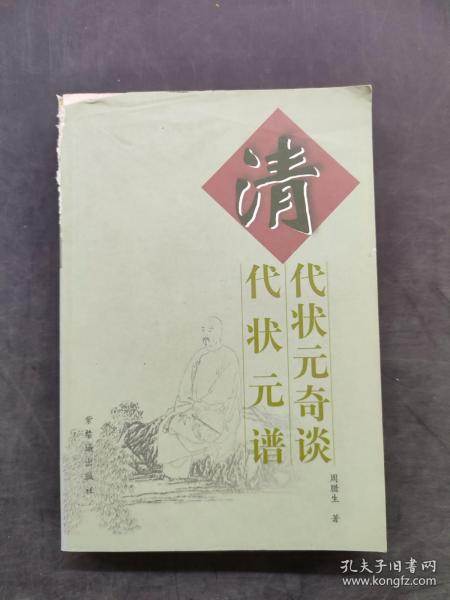 清
代状元奇谈
代状元谱
周腊生 著
紫禁城出版社
孔夫子旧书网
www.kongfz.com